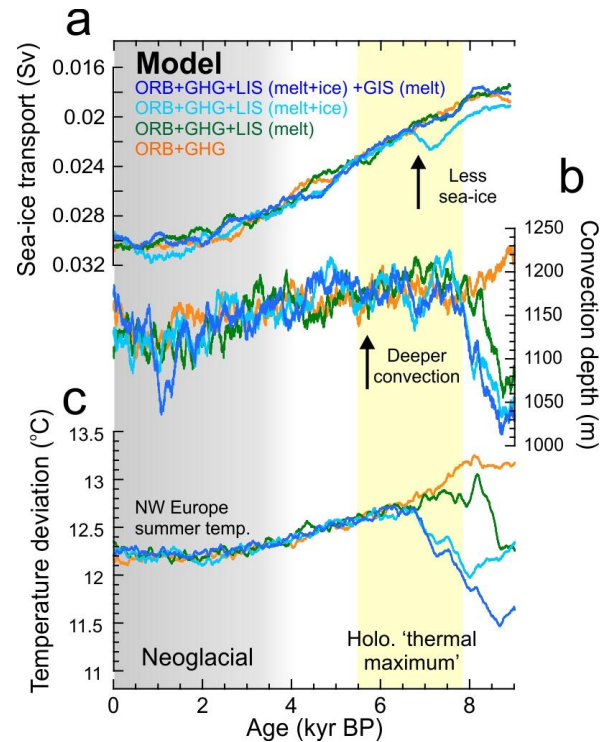 a
Model
ORB+GHG+LIS (melt+ice) +GIS (melt)
ORB+GHG+LIS (melt+ice)
ORB+GHG+LIS (melt)
ORB+GHG
Sea-ice transport (Sv)
0.016
0.02
0.024
0.028
0.032
Less
sea-ice
b
Convection depth (m)
1250
1200
1150
1100
1050
1000
Deeper
convection
c
Temperature deviation (°C)
13.5
13
12.5
12
11.5
11
NW Europe
summer temp.
Neoglacial
Holo. ‘thermal
maximum’
0 2 4 6 8
Age (kyr BP)